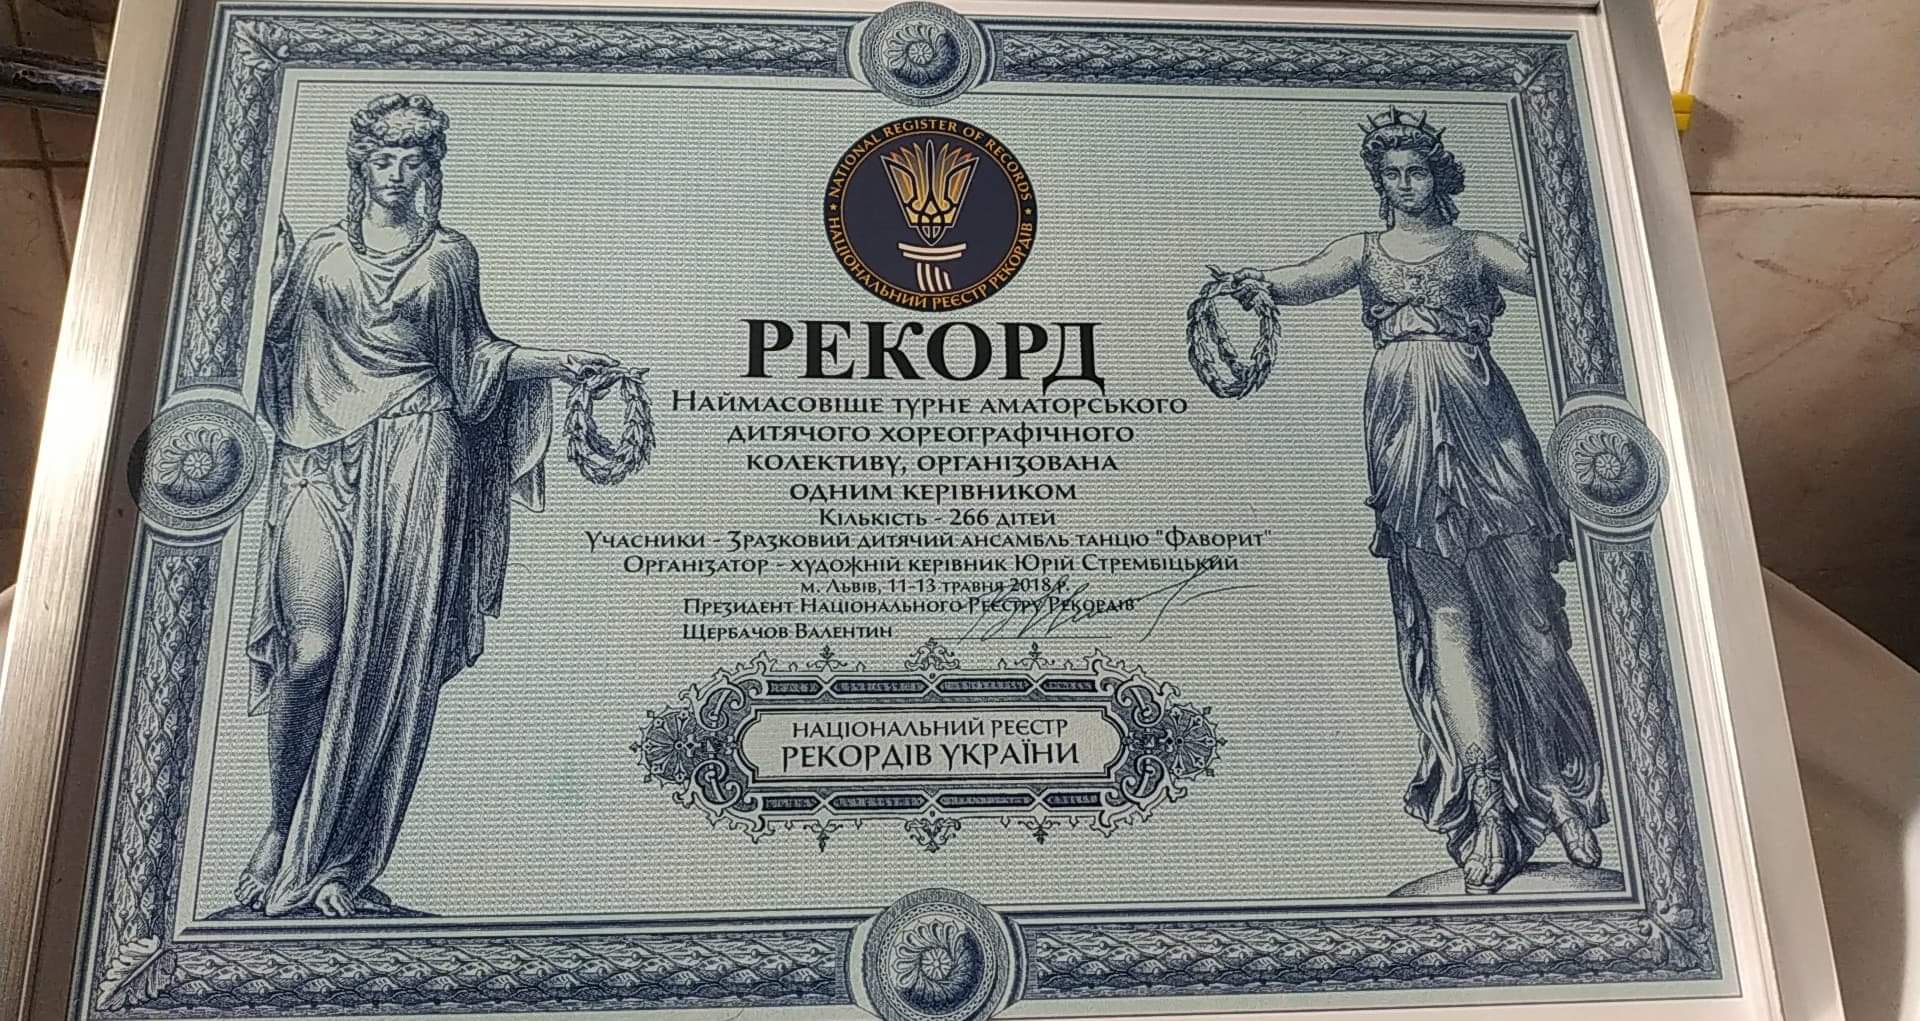 ★ NATIONAL REGISTER OF RECORDS ★
НАЦІОНАЛЬНИЙ РЕЄСТР РЕКОРДІВ
РЕКОРД
Наймасовіше турне аматорського
дитячого хореографічного
колективу, організована
одним керівником
Кількість - 266 дітей
Учасники - Зразковий дитячий ансамбль танцю "Фаворит"
Організатор - художній керівник Юрій Стрембіцький
м. Львів, 11-13 травня 2018 р.
Президент Національного Реєстру Рекордів
Щербачов Валентин
НАЦІОНАЛЬНИЙ РЕЄСТР
РЕКОРДІВ УКРАЇНИ